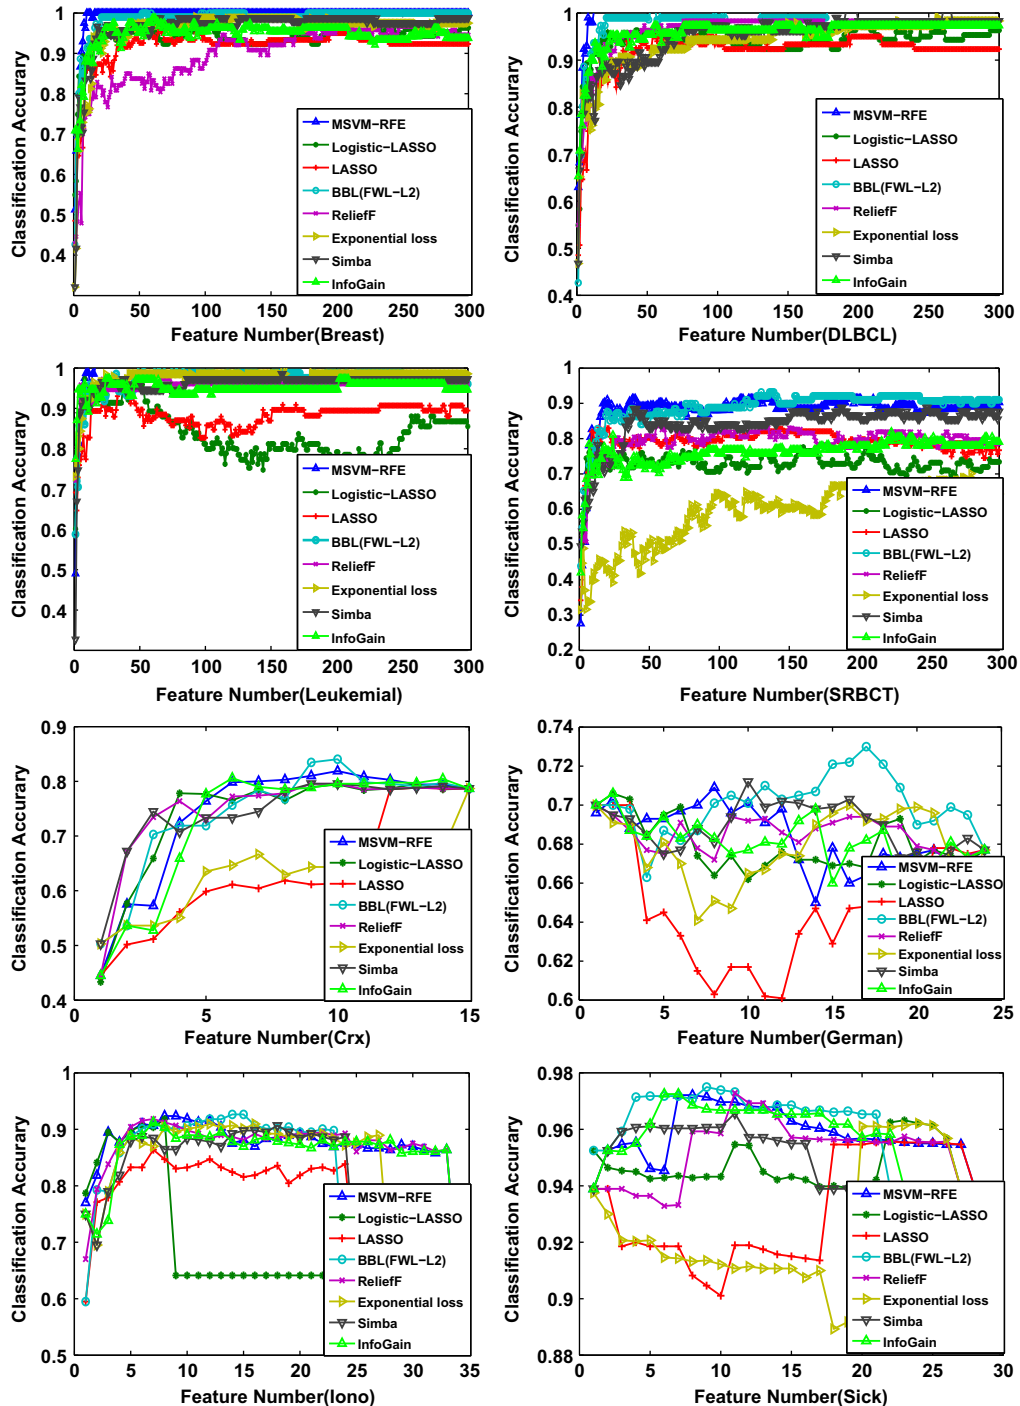 Classification Accurary
1
0.9
0.8
0.7
0.6
0.5
0.4
0 50 100 150 200 250 300
Feature Number(Breast)
MSVM-RFE
Logistic-LASSO
LASSO
BBL(FWL-L2)
ReliefF
Exponential loss
Simba
InfoGain
Classification Accurary
1
0.9
0.8
0.7
0.6
0.5
0.4
0 50 100 150 200 250 300
Feature Number(DLBCL)
MSVM-RFE
Logistic-LASSO
LASSO
BBL(FWL-L2)
ReliefF
Exponential loss
Simba
InfoGain
Classification Accurary
1
0.9
0.8
0.7
0.6
0.5
0.4
0 50 100 150 200 250 300
Feature Number(Leukemial)
MSVM-RFE
Logistic-LASSO
LASSO
BBL(FWL-L2)
ReliefF
Exponential loss
Simba
InfoGain
Classification Accurary
1
0.9
0.8
0.7
0.6
0.5
0.4
0.3
0.2
0 50 100 150 200 250 300
Feature Number(SRBCT)
MSVM-RFE
Logistic-LASSO
LASSO
BBL(FWL-L2)
ReliefF
Exponential loss
Simba
InfoGain
Classification Accurary
0.9
0.8
0.7
0.6
0.5
0.4
0 5 10 15
Feature Number(Crx)
MSVM-RFE
Logistic-LASSO
LASSO
BBL(FWL-L2)
ReliefF
Exponential loss
Simba
InfoGain
Classification Accurary
0.74
0.72
0.7
0.68
0.66
0.64
0.62
0.6
0 5 10 15 20 25
Feature Number(German)
MSVM-RFE
Logistic-LASSO
LASSO
BBL(FWL-L2)
ReliefF
Exponential loss
Simba
InfoGain
Classification Accurary
1
0.9
0.8
0.7
0.6
0.5
0 5 10 15 20 25 30 35
Feature Number(Iono)
MSVM-RFE
Logistic-LASSO
LASSO
BBL(FWL-L2)
ReliefF
Exponential loss
Simba
InfoGain
Classification Accurary
0.98
0.96
0.94
0.92
0.9
0.88
0 5 10 15 20 25 30
Feature Number(Sick)
MSVM-RFE
Logistic-LASSO
LASSO
BBL(FWL-L2)
ReliefF
Exponential loss
Simba
InfoGain